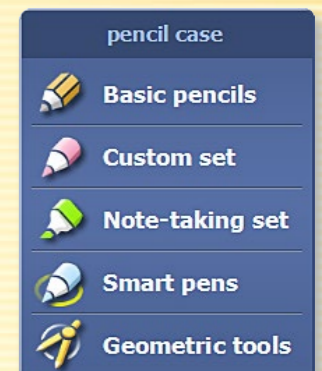 pencil case
Basic pencils
Custom set
Note-taking set
Smart pens
Geometric tools